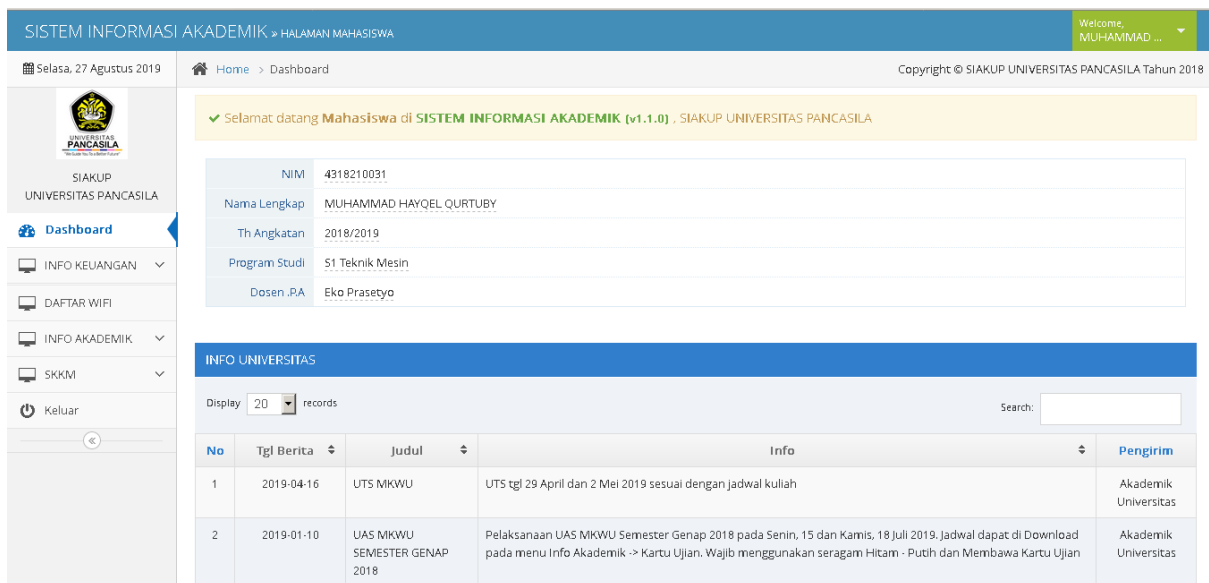 SISTEM INFORMASI AKADEMIK » HALAMAN MAHASISWA
Welcome,
MUHAMMAD ...
Selasa, 27 Agustus 2019
Home > Dashboard
Copyright © SIAKUP UNIVERSITAS PANCASILA Tahun 2018
UNIVERSITAS
PANCASILA
SIAKUP
UNIVERSITAS PANCASILA
Dashboard
INFO KEUANGAN
DAFTAR WIFI
INFO AKADEMIK
SKKM
Keluar
Selamat datang Mahasiswa di SISTEM INFORMASI AKADEMIK (v1.1.0) , SIAKUP UNIVERSITAS PANCASILA
NIM 4318210031
Nama Lengkap MUHAMMAD HAYQEL QURTUBY
Th Angkatan 2018/2019
Program Studi S1 Teknik Mesin
Dosen .P.A Eko Prasetyo
INFO UNIVERSITAS
Display 20 records
Search:
No Tgl Berita Judul Info Pengirim
1 2019-04-16 UTS MKWU UTS tgl 29 April dan 2 Mei 2019 sesuai dengan jadwal kuliah Akademik
Universitas
2 2019-01-10 UAS MKWU Pelaksanaan UAS MKWU Semester Genap 2018 pada Senin, 15 dan Kamis, 18 Juli 2019. Jadwal dapat di Download Akademik
SEMESTER GENAP pada menu Info Akademik -> Kartu Ujian. Wajib menggunakan seragam Hitam - Putih dan Membawa Kartu Ujian Universitas
2018